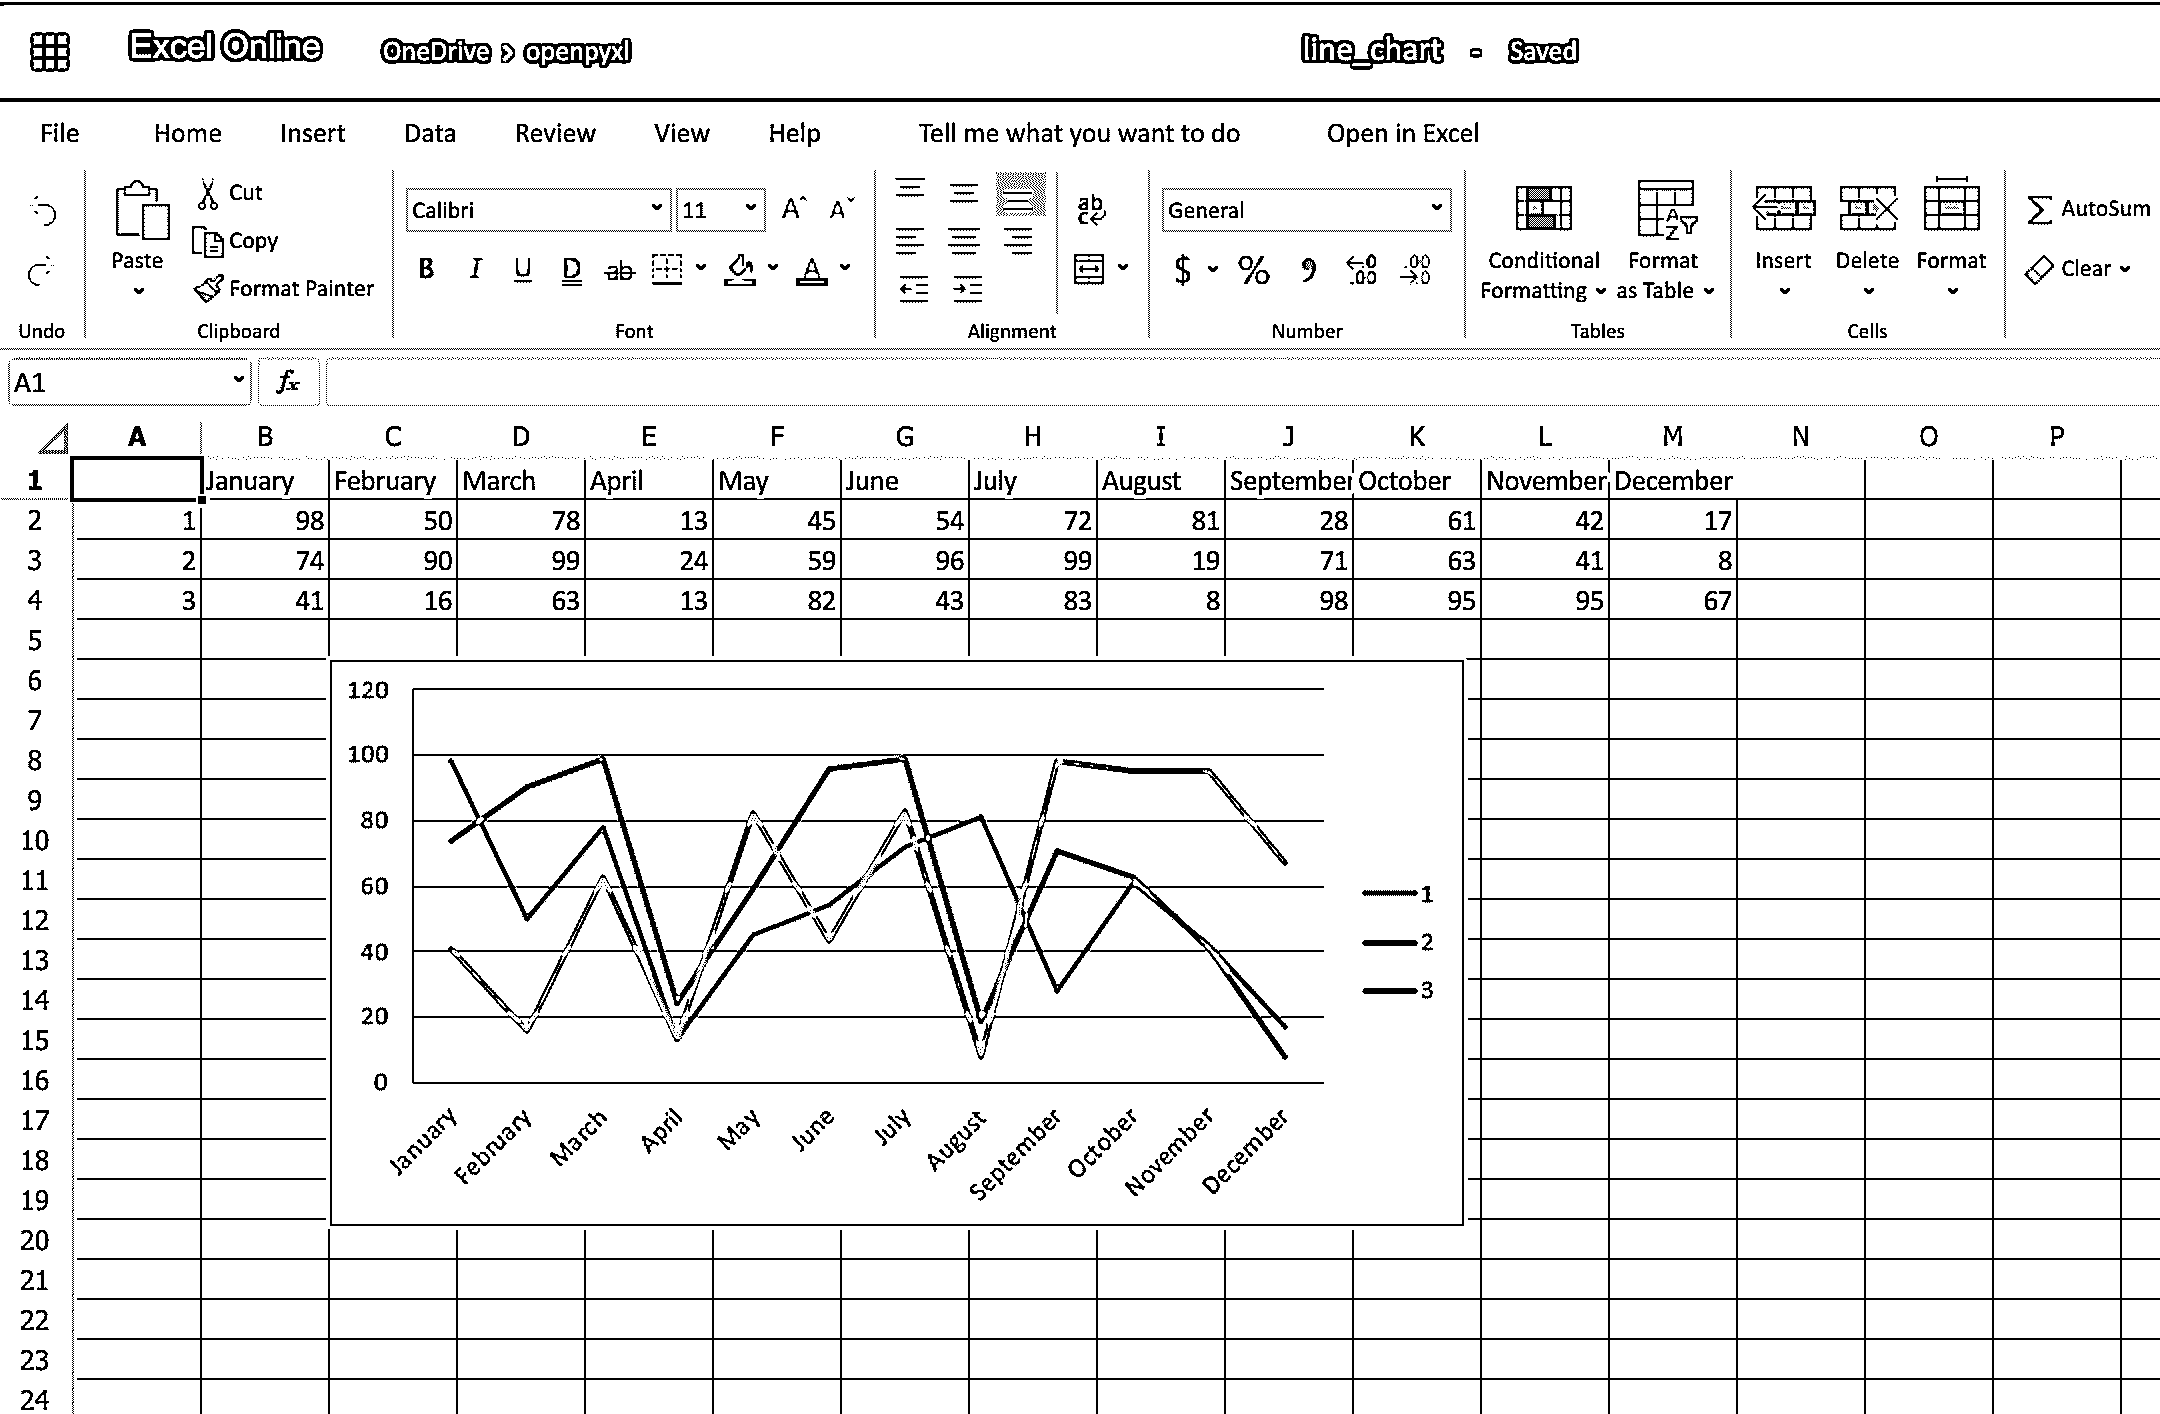 Excel Online OneDrive > openpyxl line_chart - Saved
File Home Insert Data Review View Help Tell me what you want to do Open in Excel
Cut
Copy
Format Painter
Paste
Calibri 11 A A
B I U D ab A
ab
c
General
$ % 9 .0 .00
.00 .0
Conditional Formatting
Format as Table
Insert Delete Format
AutoSum
Clear
Undo Clipboard Font Alignment Number Tables Cells
A1 fx
A B C D E F G H I J K L M N O P
1 January February March April May June July August September October November December
2 1 98 50 78 13 45 54 72 81 28 61 42 17
3 2 74 90 99 24 59 96 99 19 71 63 41 8
4 3 41 16 63 13 82 43 83 8 98 95 95 67
5
6
7
8
9
10
11
12
13
14
15
16
17
18
19
20
21
22
23
24
120
100
80
60
40
20
0
January February March April May June July August September October November December
1
2
3